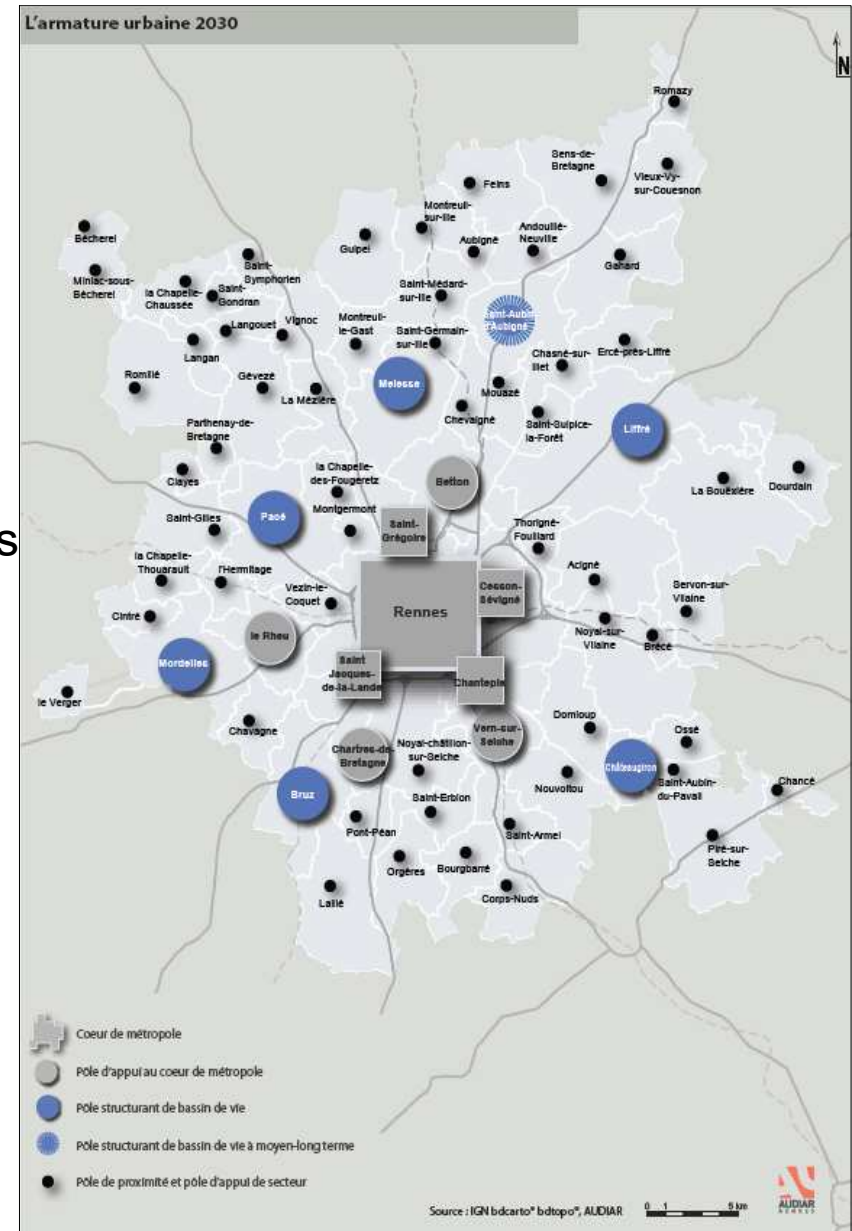 L'armature urbaine 2030
N
Romazy
Sens-de-
Bretagne
Vieux-Vy-
sur-Couesnon
Feins
Montreuil-
sur-Ille
Andouillé-
Neuville
Guipel
Aubigné
Gahard
Bécherel
Miniac-sous-
Bécherel
Saint-
Symphorien
la Chapelle-
Chaussée
Saint-
Gondran
Saint-Médard-
sur-Ille
Langouet
Vignoc
Montreuil-
le-Gast
Saint-Germain-
sur-Ille
Saint-Aubin
d'Aubigné
Chasné-sur-
Illet
Ercé-près-Liffré
Langan
Romillé
Gévezé
La Mézière
Melesse
Mouazé
Chevaigné
Saint-Sulpice-
la-Forêt
Liffré
Parthenay-de-
Bretagne
Clayes
la Chapelle-
des-Fougeretz
Betton
La Bouëxière
Dourdain
s
Pacé
Montgermont
Saint-Gilles
Saint-
Grégoire
Thorigné-
Fouillard
la Chapelle-
Thouarault
l'Hermitage
Vezin-le-
Coquet
Cesson-
Sévigné
Acigné
Servon-sur-
Vilaine
Rennes
Cintré
le Rheu
Noyal-sur-
Vilaine
Brécé
Mordelles
Saint
Jacques-
de-la-Lande
Chantepie
le Verger
Chavagne
Vern-sur-
Seiche
Domloup
Ossé
Chartres-de-
Bretagne
Noyal-châtillon-
sur-Seiche
Châteaugiron
Saint-Aubin-
du-Pavail
Chancé
Bruz
Saint-Erblon
Nouvoitou
Pont-Péan
Saint-Armel
Piré-sur-
Seiche
Orgères
Bourgbarré
Laillé
Corps-Nuds
Coeur de métropole
Pôle d'appui au coeur de métropole
Pôle structurant de bassin de vie
Pôle structurant de bassin de vie à moyen-long terme
Pôle de proximité et pôle d'appui de secteur
Source : IGN bdcarto® bdtopo®, AUDIAR
0 1 5 km
AUDIAR
RENNES